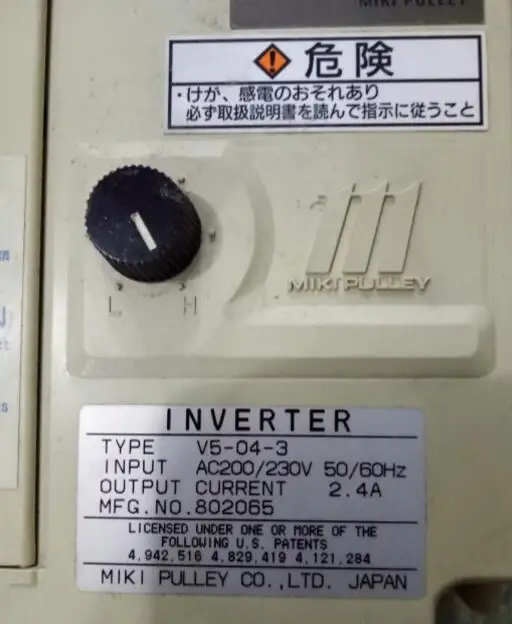 MIKI PULLEY
危険
・けが、感電のおそれあり
必ず取扱説明書を読んで指示に従うこと
MIKI PULLEY
L H
INVERTER
TYPE V5-04-3
INPUT AC200/230V 50/60Hz
OUTPUT CURRENT 2.4A
MFG.NO.802065
LICENSED UNDER ONE OR MORE OF THE
FOLLOWING U.S. PATENTS
4,942,516 4,829,419 4,121,284
MIKI PULLEY CO.,LTD. JAPAN